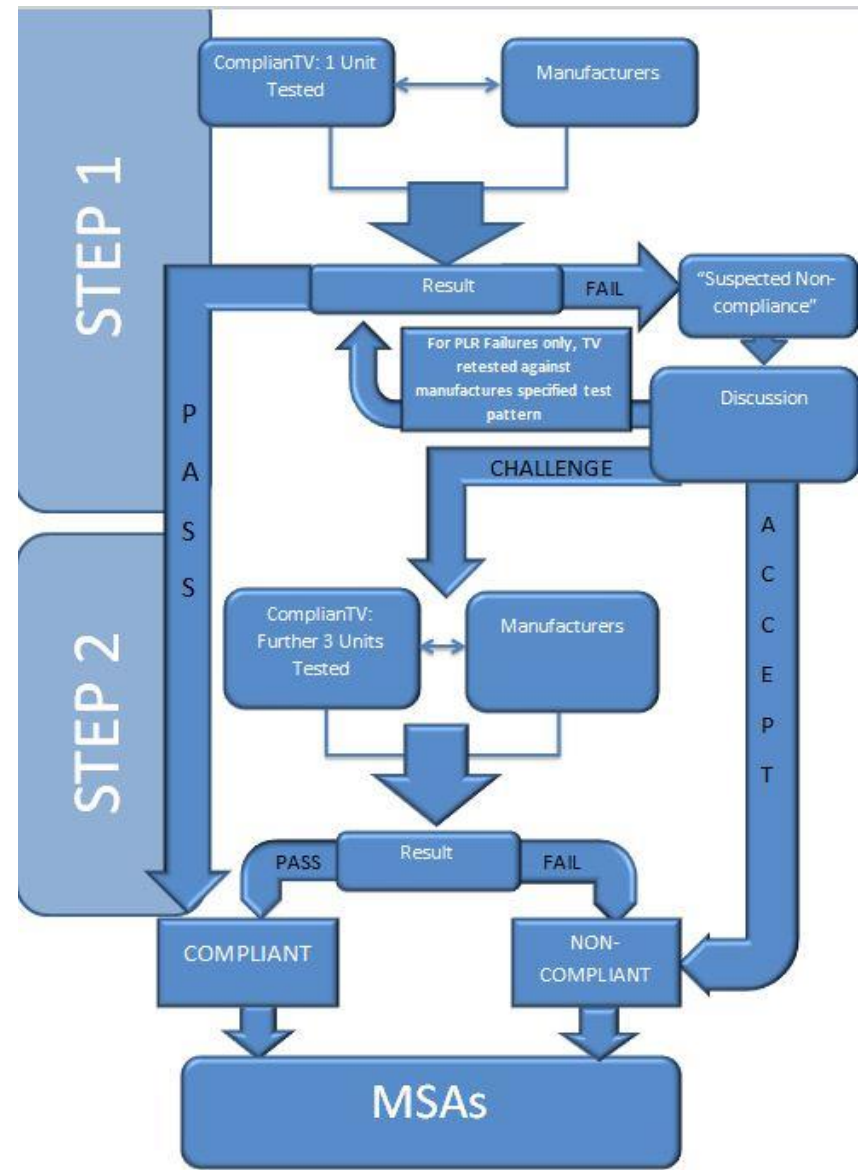 STEP 1
ComplianTV: 1 Unit
Tested
Manufacturers
Result
FAIL
“Suspected Non-
compliance”
For PLR Failures only, TV
retested against
manufactures specified test
pattern
Discussion
PASS
CHALLENGE
ACCEPT
STEP 2
ComplianTV:
Further 3 Units
Tested
Manufacturers
Result
PASS
FAIL
COMPLIANT
NON-
COMPLIANT
MSAs